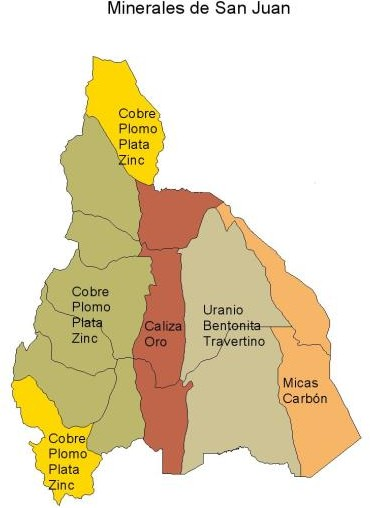 Minerales de San Juan
Cobre
Plomo
Plata
Zinc
Cobre
Plomo
Plata
Zinc
Caliza
Oro
Uranio
Bentonita
Travertino
Micas
Carbón
Cobre
Plomo
Plata
Zinc